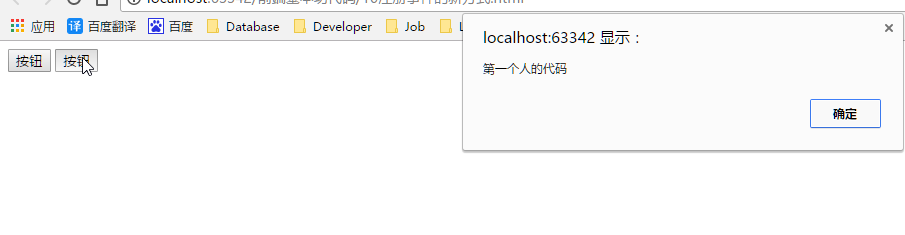 应用 百度翻译 百度 Database Developer Job
按钮 按钮
localhost:63342 显示：
第一个人的代码
确定